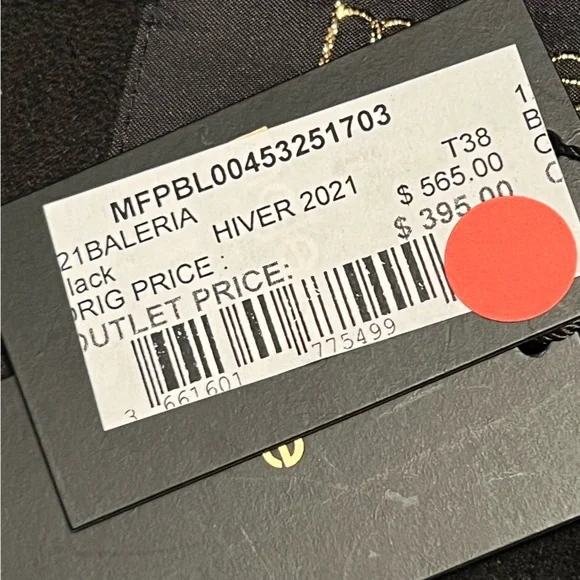 MFPBL00453251703
21BALERIA HIVER 2021 T38
lack
RIG PRICE : $ 565.00
OUTLET PRICE: $ 395.00
3 661601 775499
1
B
C
C